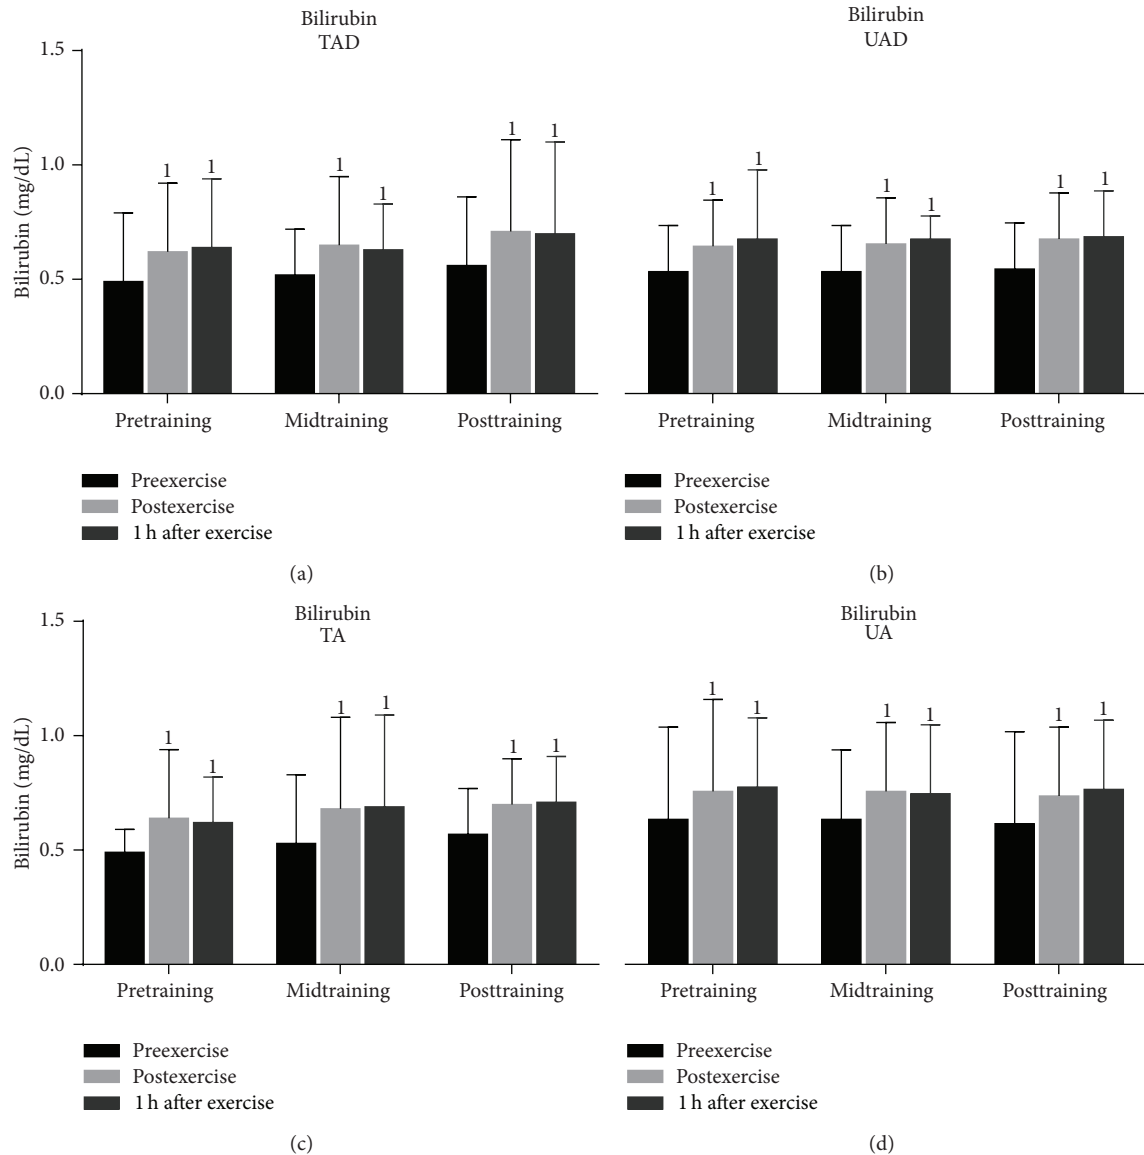 Bilirubin
TAD
1.5
1.0
0.5
0.0
Bilirubin (mg/dL)
1
1
1
1
1
1
Pretraining
Midtraining
Posttraining
Preexercise
Postexercise
1 h after exercise
(a)
Bilirubin
UAD
1
1
1
1
1
1
Pretraining
Midtraining
Posttraining
Preexercise
Postexercise
1 h after exercise
(b)
Bilirubin
TA
1.5
1.0
0.5
0.0
Bilirubin (mg/dL)
1
1
1
1
1
1
Pretraining
Midtraining
Posttraining
Preexercise
Postexercise
1 h after exercise
(c)
Bilirubin
UA
1
1
1
1
1
1
Pretraining
Midtraining
Posttraining
Preexercise
Postexercise
1 h after exercise
(d)